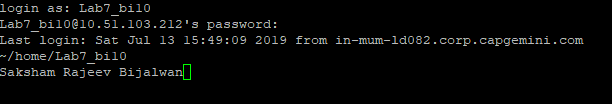 login as: Lab7_bi10
Lab7_bi10@10.51.103.212's password:
Last login: Sat Jul 13 15:49:09 2019 from in-mum-ld082.corp.capgemini.com
~/home/Lab7_bi10
Saksham Rajeev Bijalwan